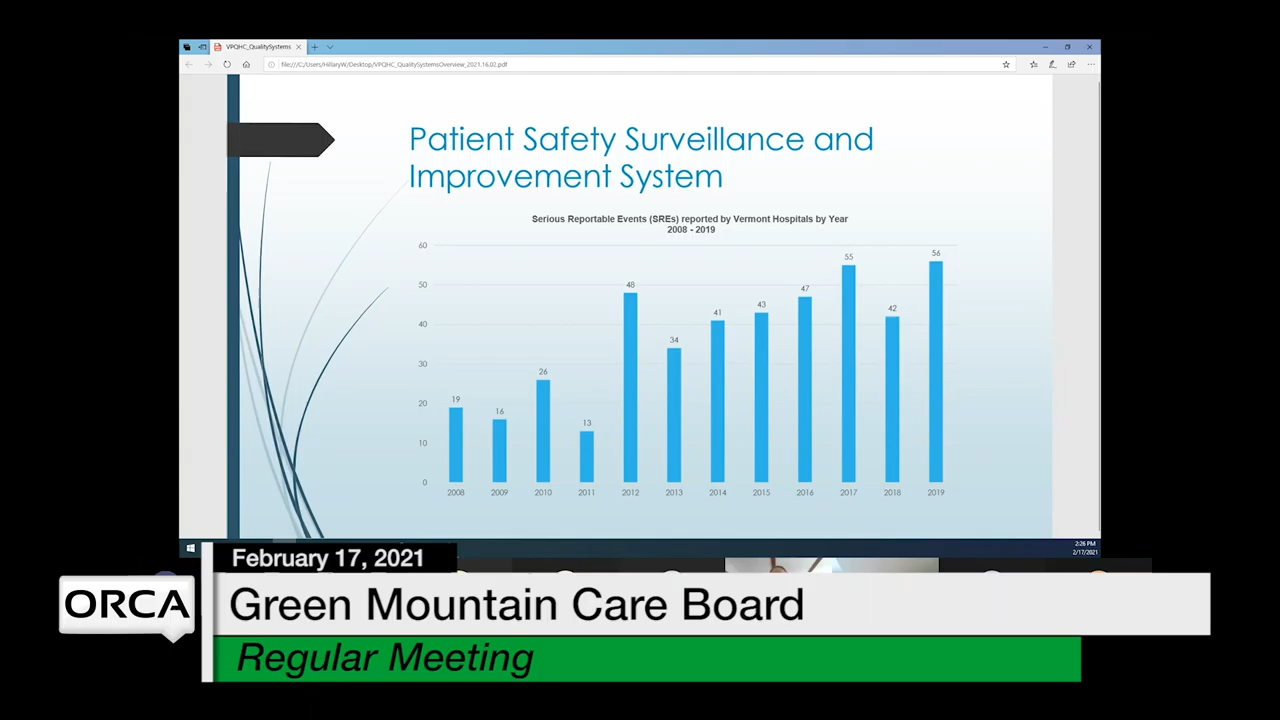 VPQHC_QualitySystems
file:///C:/Users/HillaryW/Desktop/VPQHC_QualitySystemsOverview_2021.16.02.pdf
Patient Safety Surveillance and
Improvement System
Serious Reportable Events (SREs) reported by Vermont Hospitals by Year
2008 - 2019
60
50
40
30
20
10
0
19
16
26
13
48
34
41
43
47
55
42
56
2008 2009 2010 2011 2012 2013 2014 2015 2016 2017 2018 2019
2:26 PM
2/17/2021
February 17, 2021
ORCA
Green Mountain Care Board
Regular Meeting